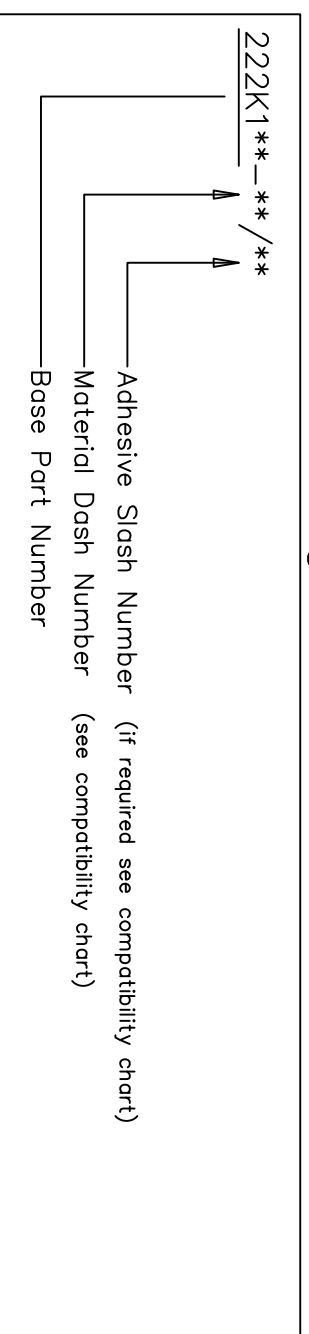 222K1**–**/**
Adhesive Slash Number (if required see compatibility chart)
Material Dash Number (see compatibility chart)
Base Part Number